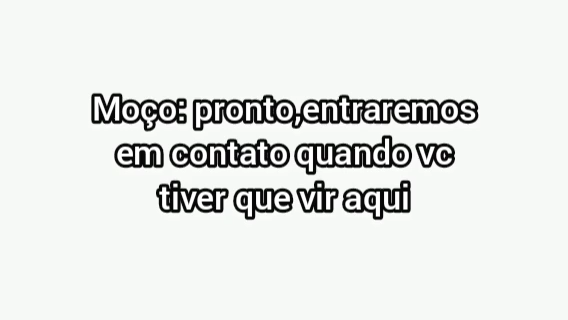 Moço: pronto,entraremos
em contato quando vc
tiver que vir aqui